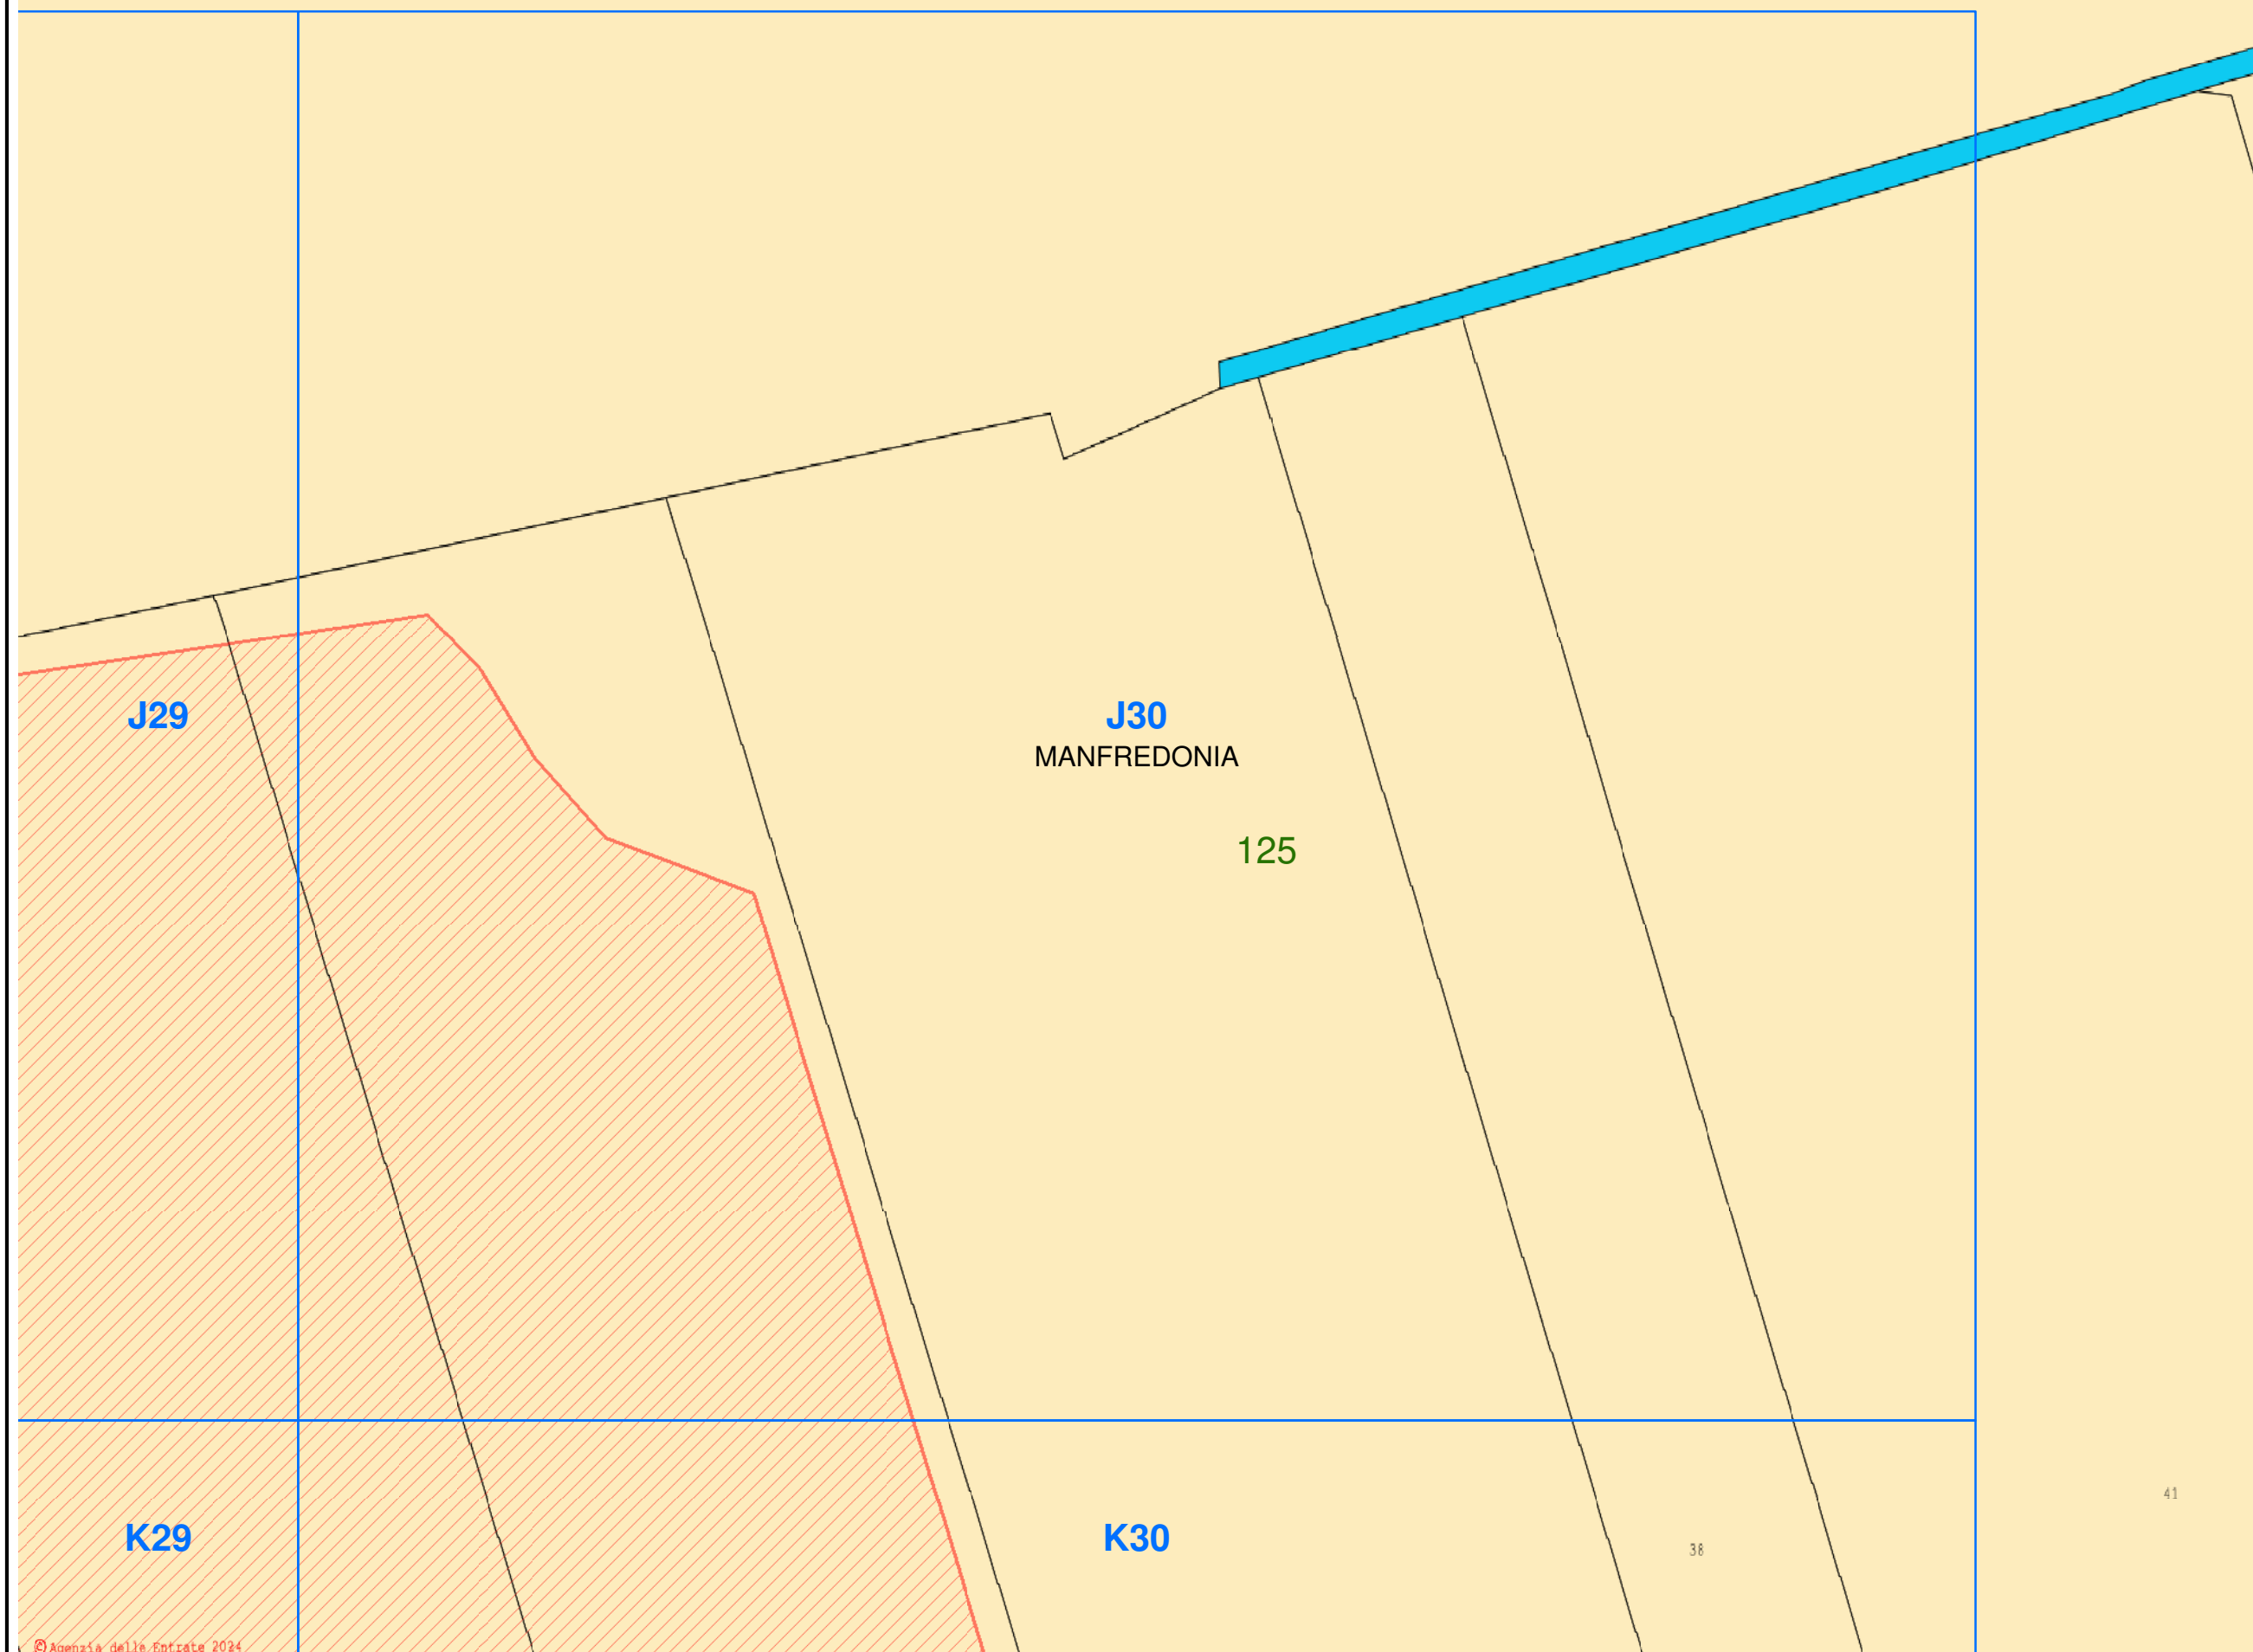 J29
J30
MANFREDONIA
125
41
K29
K30
38
©Agenzia delle Entrate 2024